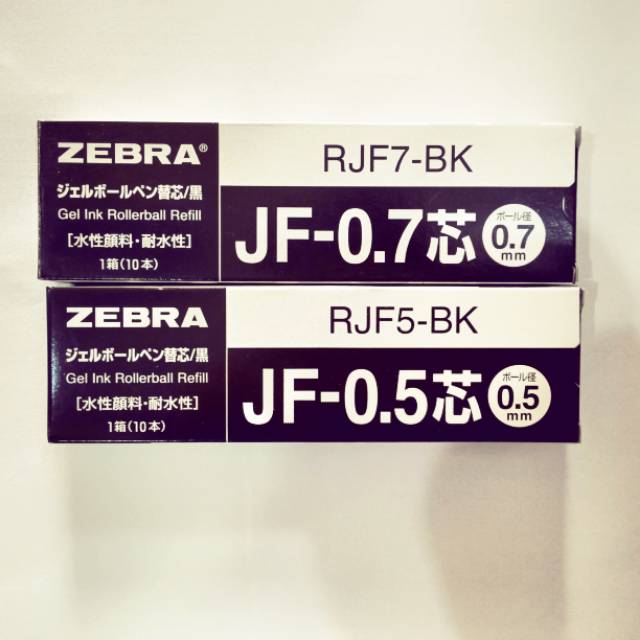 ZEBRA®
ジェルボールペン替芯/黒
Gel Ink Rollerball Refill
[水性顔料・耐水性]
1箱(10本)
RJF7-BK
JF-0.7芯
ボール径
0.7
mm
ZEBRA
ジェルボールペン替芯/黒
Gel Ink Rollerball Refill
[水性顔料・耐水性]
1箱(10本)
RJF5-BK
JF-0.5芯
ボール径
0.5
mm